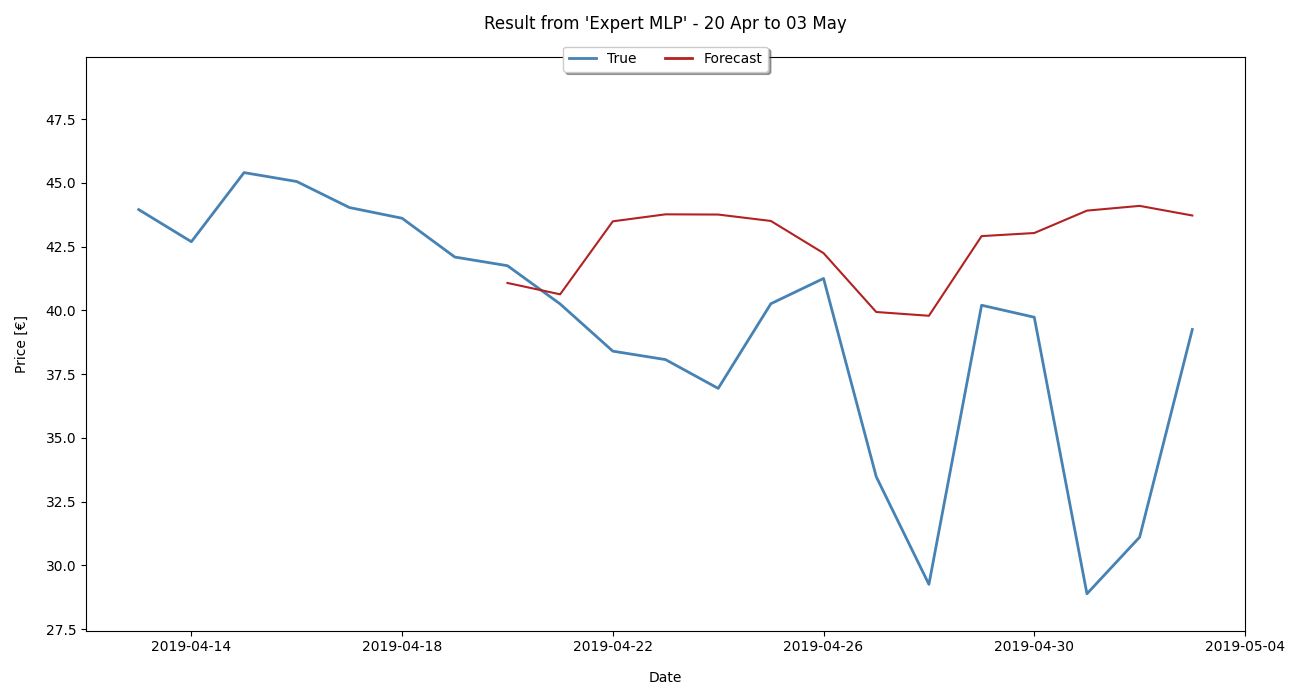 Result from 'Expert MLP' - 20 Apr to 03 May
True Forecast
47.5
45.0
42.5
40.0
37.5
35.0
32.5
30.0
27.5
Price [€]
2019-04-14 2019-04-18 2019-04-22 2019-04-26 2019-04-30 2019-05-04
Date